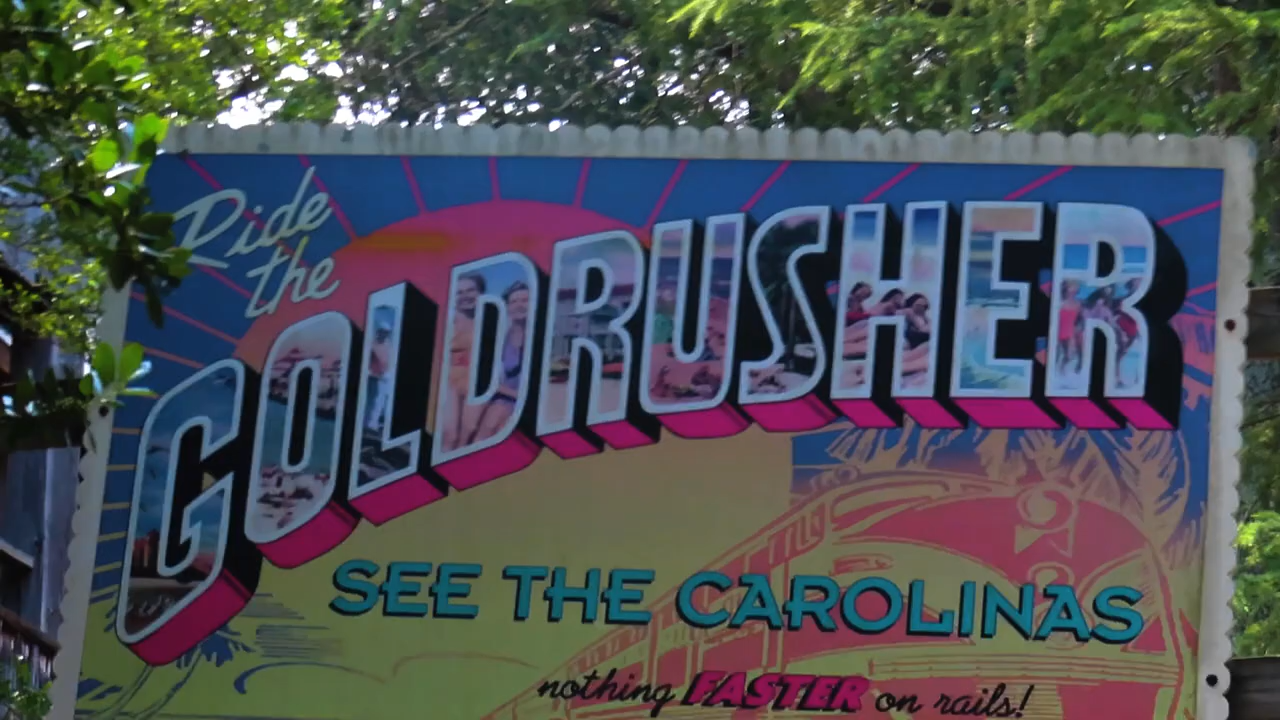 Ride
the
GOLDRUSHER
SEE THE CAROLINAS
nothing FASTER on rails!